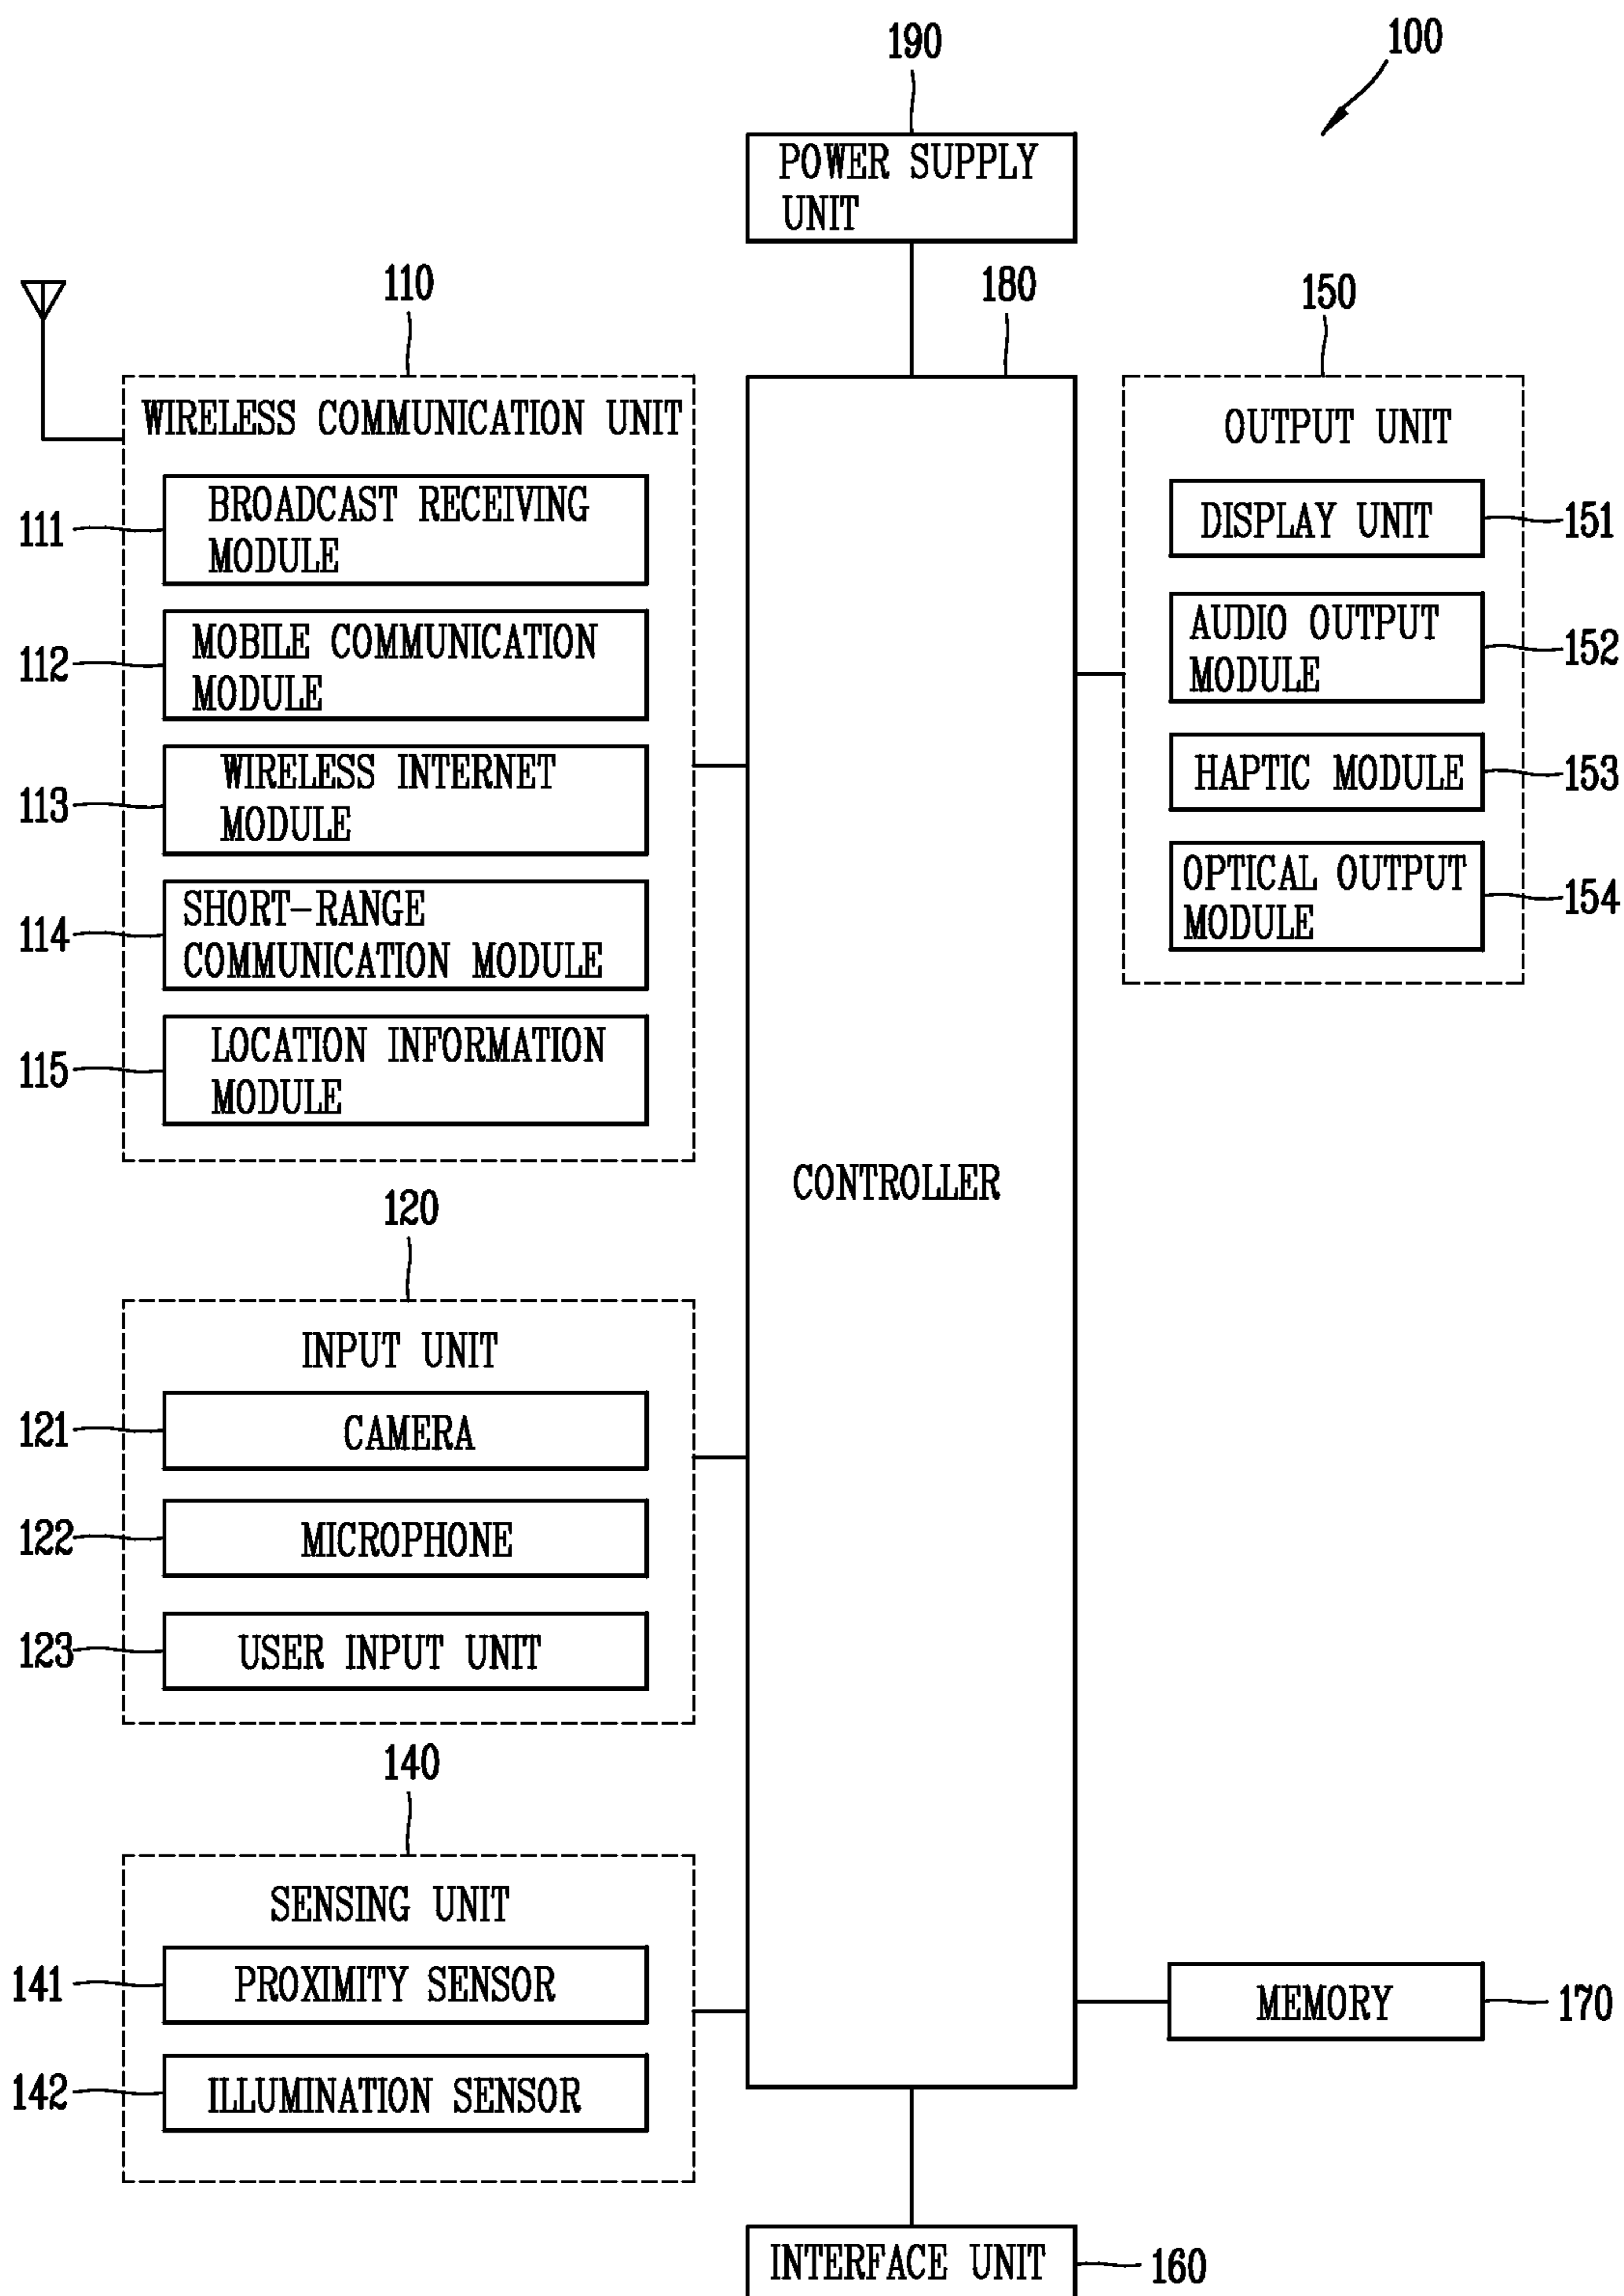 190
100
POWER SUPPLY
UNIT
110
180
150
WIRELESS COMMUNICATION UNIT
111
BROADCAST RECEIVING
MODULE
112
MOBILE COMMUNICATION
MODULE
113
WIRELESS INTERNET
MODULE
114
SHORT-RANGE
COMMUNICATION MODULE
115
LOCATION INFORMATION
MODULE
OUTPUT UNIT
DISPLAY UNIT
151
AUDIO OUTPUT
MODULE
152
HAPTIC MODULE
153
OPTICAL OUTPUT
MODULE
154
CONTROLLER
120
INPUT UNIT
121
CAMERA
122
MICROPHONE
123
USER INPUT UNIT
140
SENSING UNIT
141
PROXIMITY SENSOR
142
ILLUMINATION SENSOR
MEMORY
170
INTERFACE UNIT
160